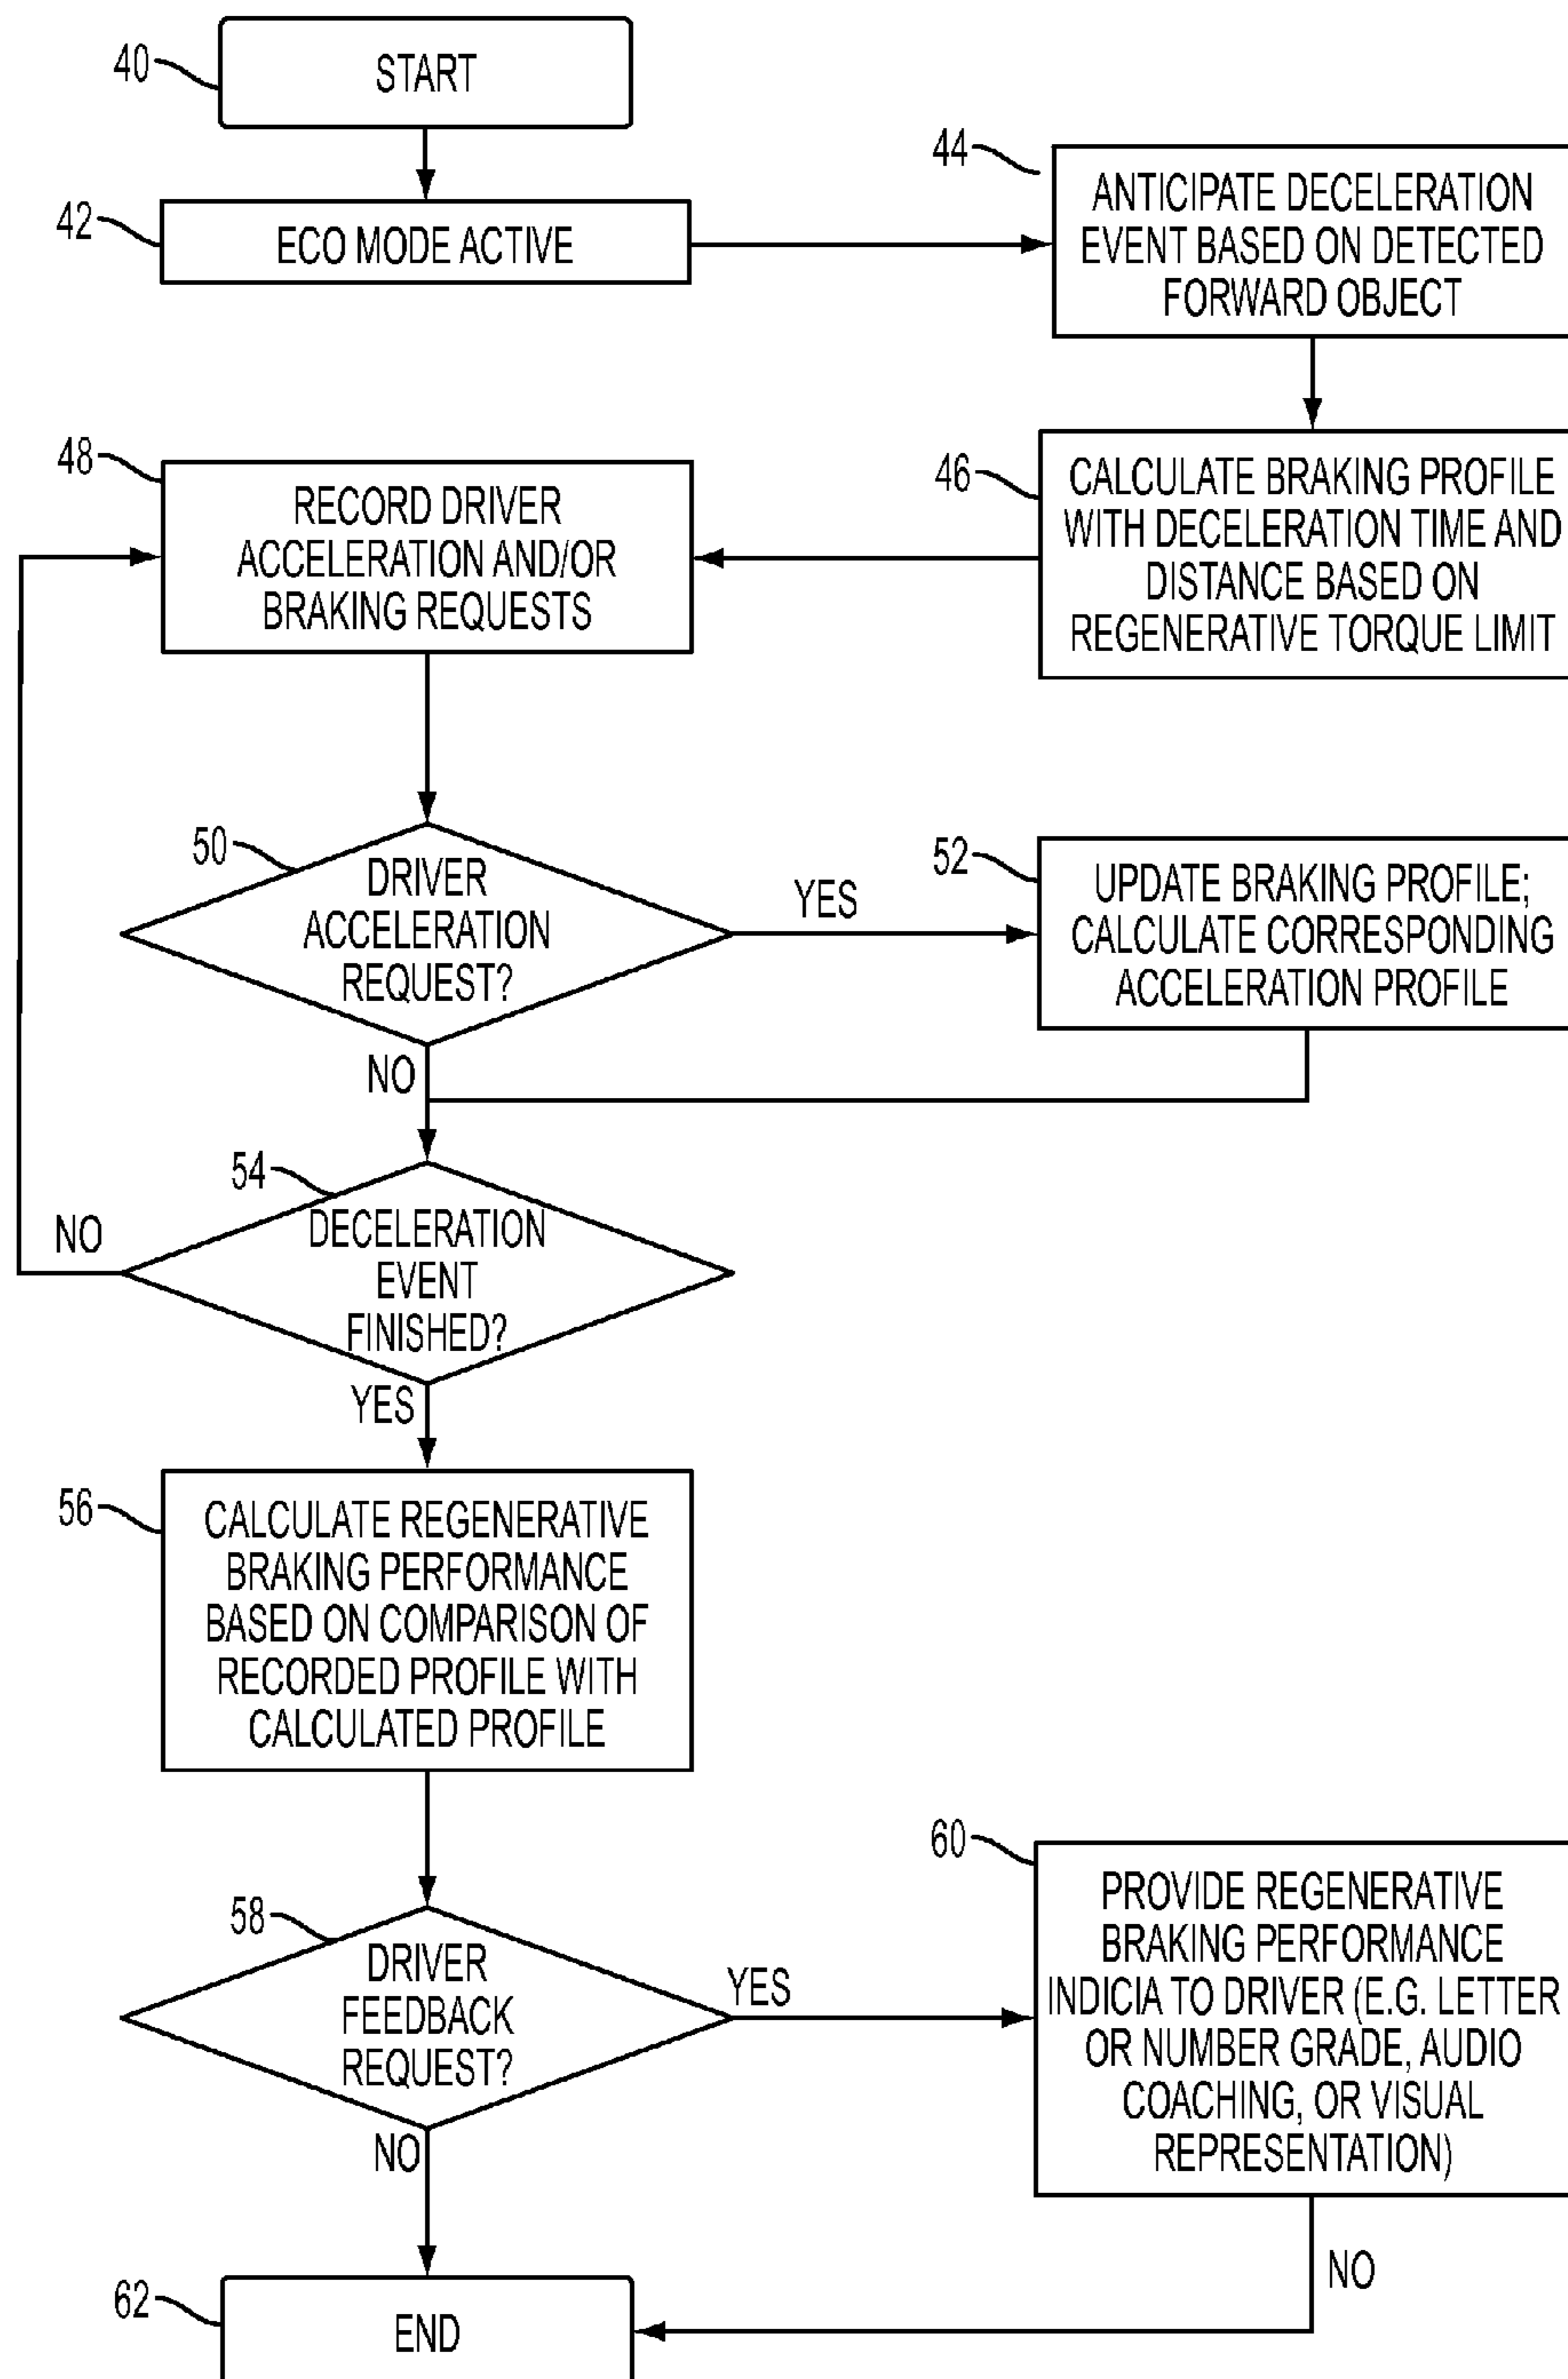 40
START
42
ECO MODE ACTIVE
44
ANTICIPATE DECELERATION
EVENT BASED ON DETECTED
FORWARD OBJECT
46
CALCULATE BRAKING PROFILE
WITH DECELERATION TIME AND
DISTANCE BASED ON
REGENERATIVE TORQUE LIMIT
48
RECORD DRIVER
ACCELERATION AND/OR
BRAKING REQUESTS
50
DRIVER
ACCELERATION
REQUEST?
YES
52
UPDATE BRAKING PROFILE;
CALCULATE CORRESPONDING
ACCELERATION PROFILE
NO
54
DECELERATION
EVENT
FINISHED?
NO
YES
56
CALCULATE REGENERATIVE
BRAKING PERFORMANCE
BASED ON COMPARISON OF
RECORDED PROFILE WITH
CALCULATED PROFILE
58
DRIVER
FEEDBACK
REQUEST?
YES
60
PROVIDE REGENERATIVE
BRAKING PERFORMANCE
INDICIA TO DRIVER (E.G. LETTER
OR NUMBER GRADE, AUDIO
COACHING, OR VISUAL
REPRESENTATION)
NO
NO
62
END